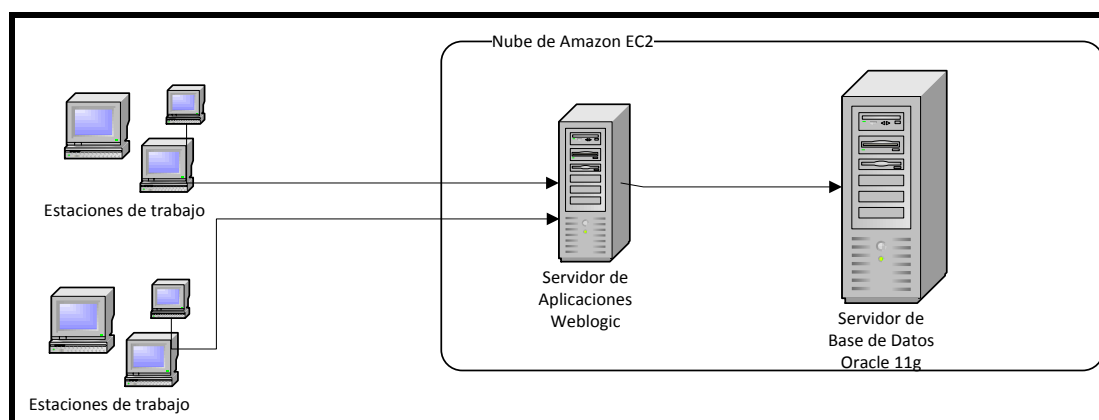 Nube de Amazon EC2
Estaciones de trabajo
Servidor de
Aplicaciones
Weblogic
Servidor de
Base de Datos
Oracle 11g
Estaciones de trabajo